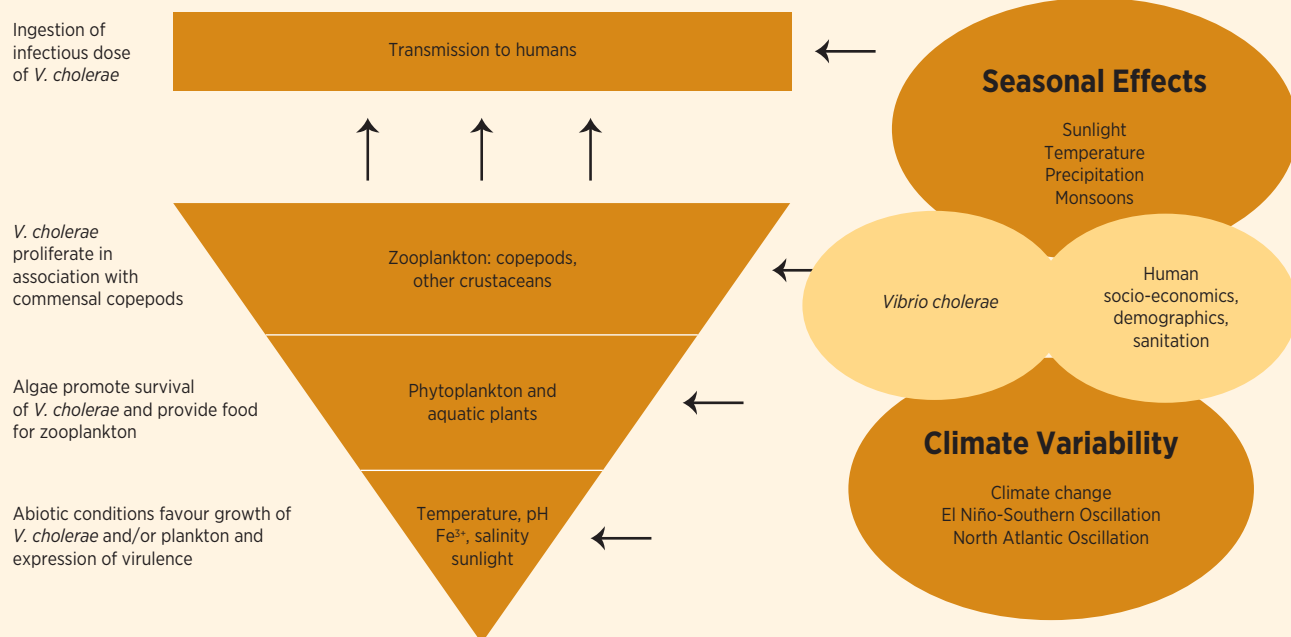 Ingestion of
infectious dose
of V. cholerae
Transmission to humans
Seasonal Effects
Sunlight
Temperature
Precipitation
Monsoons
V. cholerae
proliferate in
association with
commensal copepods
Zooplankton: copepods,
other crustaceans
Vibrio cholerae
Human
socio-economics,
demographics,
sanitation
Algae promote survival
of V. cholerae and provide food
for zooplankton
Phytoplankton and
aquatic plants
Climate Variability
Climate change
El Niño-Southern Oscillation
North Atlantic Oscillation
Abiotic conditions favour growth of
V. cholerae and/or plankton and
expression of virulence
Temperature, pH
Fe³⁺, salinity
sunlight